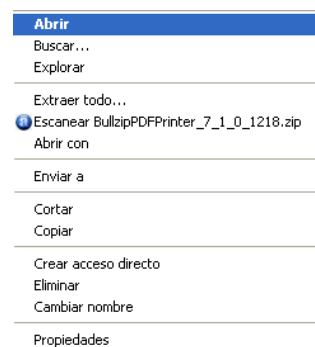 Abrir
Buscar...
Explorar
Extraer todo...
Escanear BullzipPDFPrinter_7_1_0_1218.zip
Abrir con
Enviar a
Cortar
Copiar
Crear acceso directo
Eliminar
Cambiar nombre
Propiedades